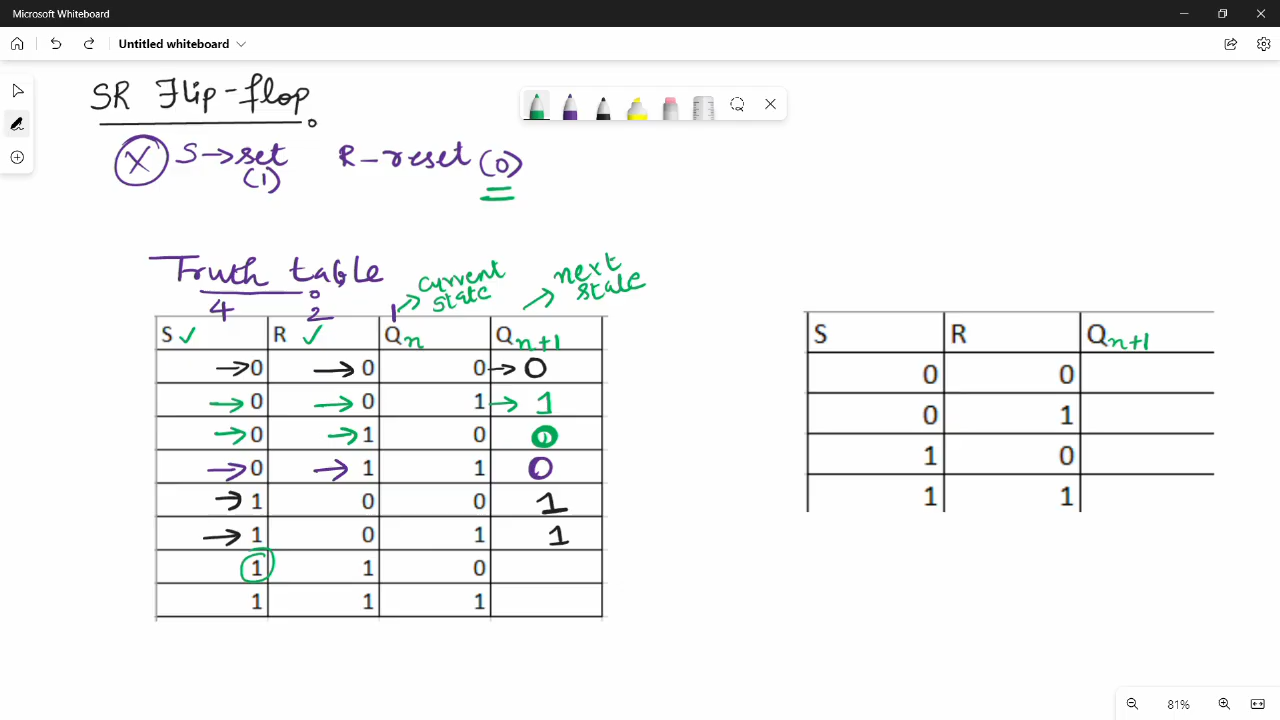 Microsoft Whiteboard
Untitled whiteboard
SR Flip-flop
X S→set R-reset (0)
(1)
Truth table
current state
next state
4 2 1
S ✓ R ✓ Qn Qn+1
→0 →0 0→ 0
→0 →0 1→ 1
→0 →1 0 0
→0 →1 1 0
→1 0 0 1
→1 0 1 1
1 1 0
1 1 1
S R Qn+1
0 0
0 1
1 0
1 1
81%